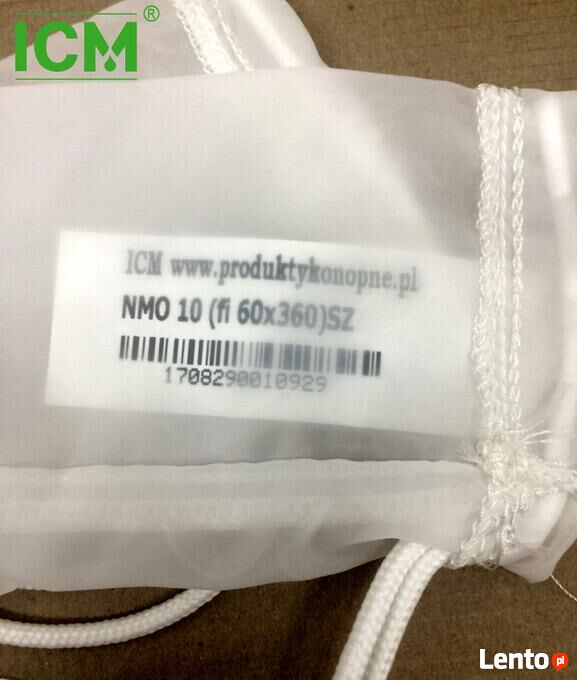 ICM®
ICM www.produktykonopne.pl
NMO 10 (fi 60x360)SZ
1708290010929
Lento.pl